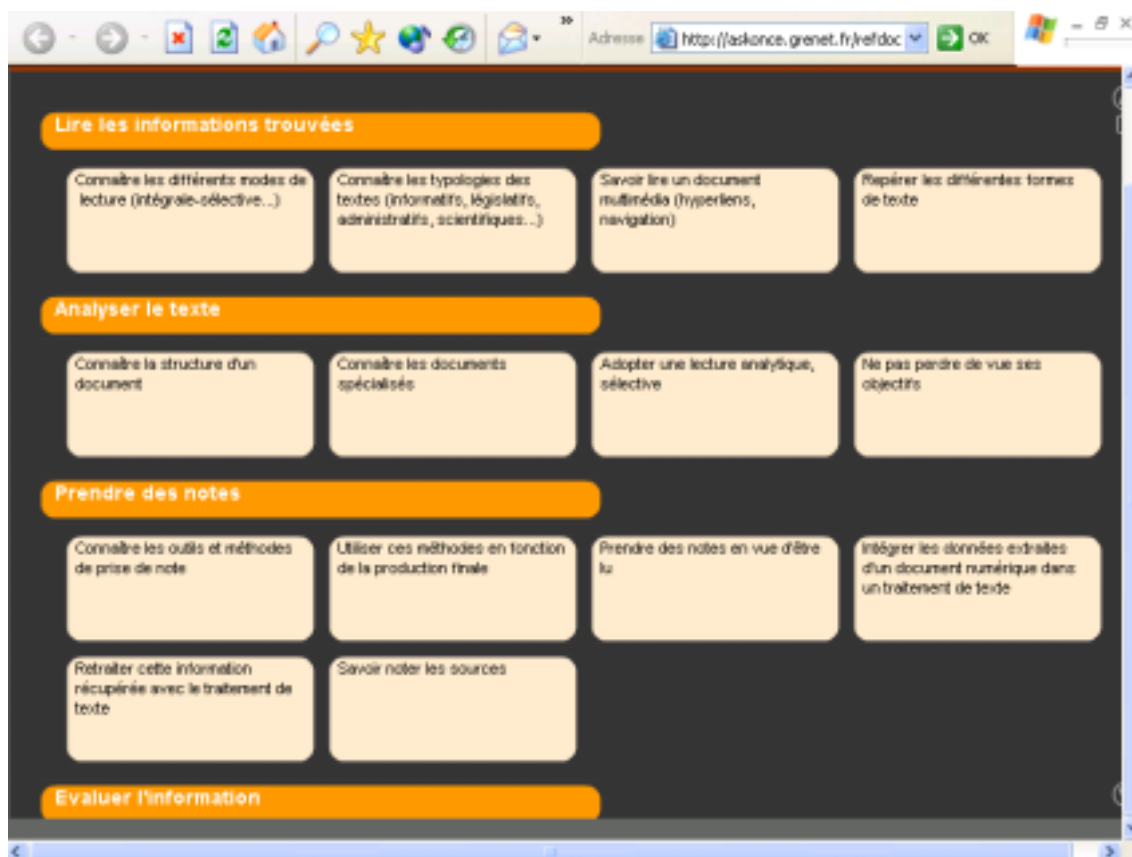 Adresse http://askonce.grenet.fr/refdoc OK
Lire les informations trouvées
Connaître les différents modes de
lecture (intégrale-sélective...)
Connaître les typologies des
textes (informatifs, législatifs,
administratifs, scientifiques...)
Savoir lire un document
multimédia (hyperliens,
navigation)
Repérer les différentes formes
de texte
Analyser le texte
Connaître la structure d'un
document
Connaître les documents
spécialisés
Adopter une lecture analytique,
sélective
Ne pas perdre de vue ses
objectifs
Prendre des notes
Connaître les outils et méthodes
de prise de note
Utiliser ces méthodes en fonction
de la production finale
Prendre des notes en vue d'être
lu
Intégrer les données extraites
d'un document numérique dans
un traitement de texte
Retraiter cette information
récupérée avec le traitement de
texte
Savoir noter les sources
Evaluer l'information